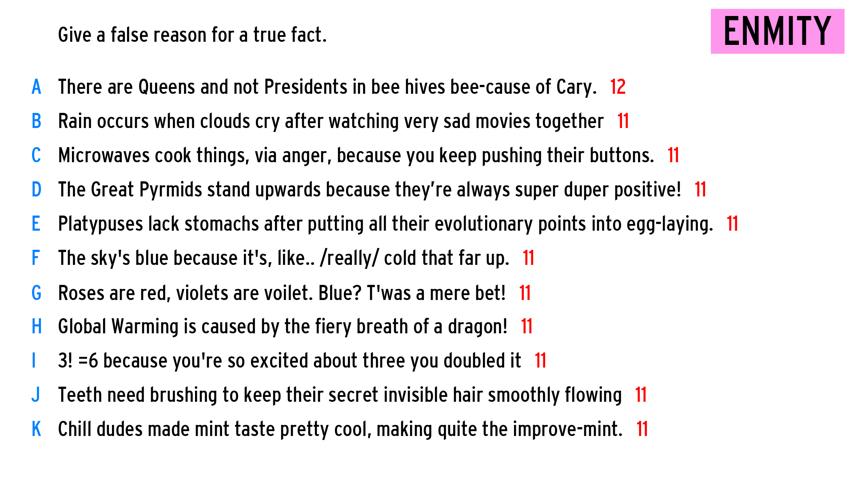 Give a false reason for a true fact.
ENMITY
A There are Queens and not Presidents in bee hives bee-cause of Cary. 12
B Rain occurs when clouds cry after watching very sad movies together 11
C Microwaves cook things, via anger, because you keep pushing their buttons. 11
D The Great Pyrmids stand upwards because they’re always super duper positive! 11
E Platypuses lack stomachs after putting all their evolutionary points into egg-laying. 11
F The sky's blue because it's, like.. /really/ cold that far up. 11
G Roses are red, violets are voilet. Blue? T'was a mere bet! 11
H Global Warming is caused by the fiery breath of a dragon! 11
I 3! =6 because you're so excited about three you doubled it 11
J Teeth need brushing to keep their secret invisible hair smoothly flowing 11
K Chill dudes made mint taste pretty cool, making quite the improve-mint. 11